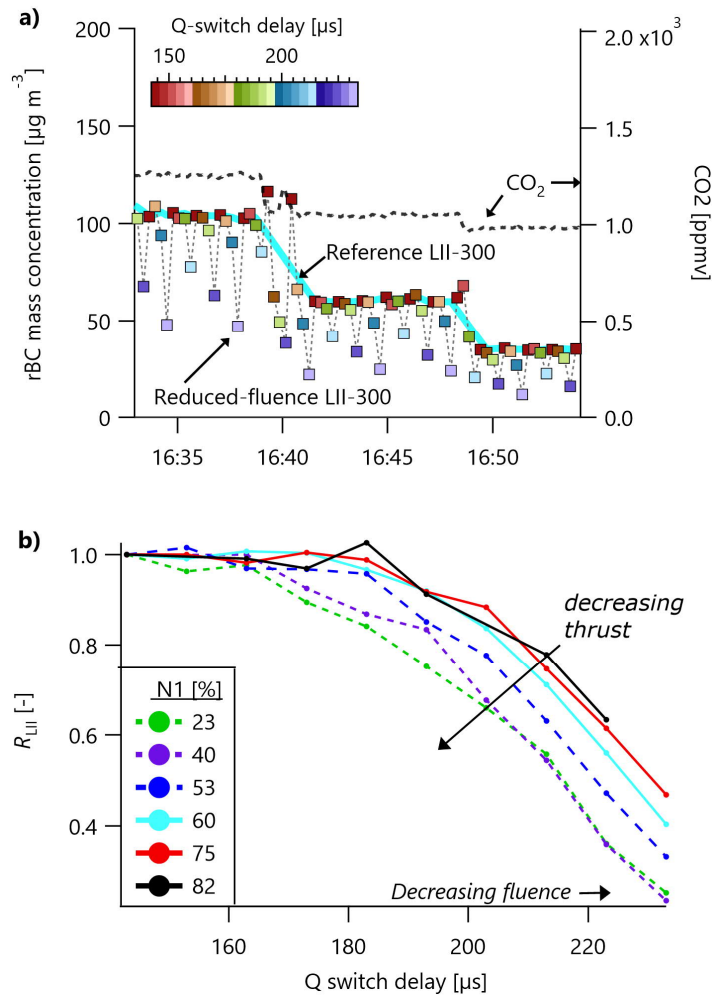 a)
Q-switch delay [µs]
150 200
200
150
100
50
0
rBC mass concentration [µg m⁻³]
2.0 x10³
1.5
1.0
0.5
0.0
CO2 [ppmv]
CO₂
Reference LII-300
Reduced-fluence LII-300
16:35 16:40 16:45 16:50
b)
1.0
0.8
0.6
0.4
R_LII [-]
decreasing
thrust
N1 [%]
23
40
53
60
75
82
Decreasing fluence
160 180 200 220
Q switch delay [µs]